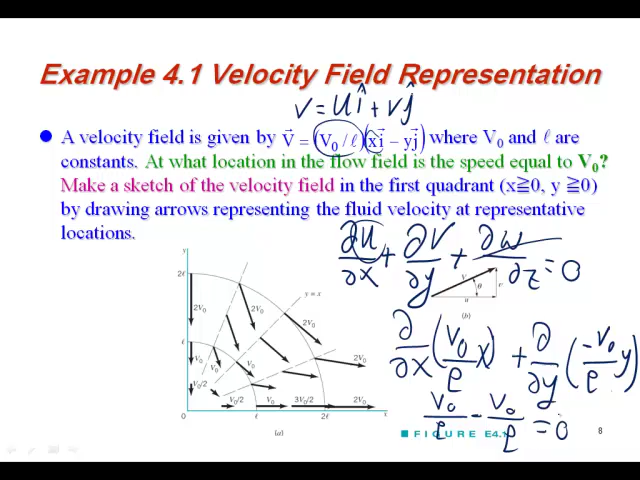 Example 4.1 Velocity Field Representation
V = uî + vĵ
A velocity field is given by V⃗ = (V₀ / ℓ)(xi⃗ − yj⃗) where V₀ and ℓ are
constants. At what location in the flow field is the speed equal to V₀?
Make a sketch of the velocity field in the first quadrant (x≧0, y ≧0)
by drawing arrows representing the fluid velocity at representative
locations.
∂u/∂x + ∂v/∂y + ∂w/∂z = 0
y
2ℓ
2V₀
2V₀
y = x
2V₀
V
θ
v
u
(b)
ℓ
V₀
V₀
V₀
2V₀
V₀/2
0
V₀/2
V₀
3V₀/2
2V₀
ℓ
2ℓ
x
(a)
∂/∂x (V₀/ℓ x) + ∂/∂y (−V₀/ℓ y)
V₀/ℓ − V₀/ℓ = 0
FIGURE E4.1
8